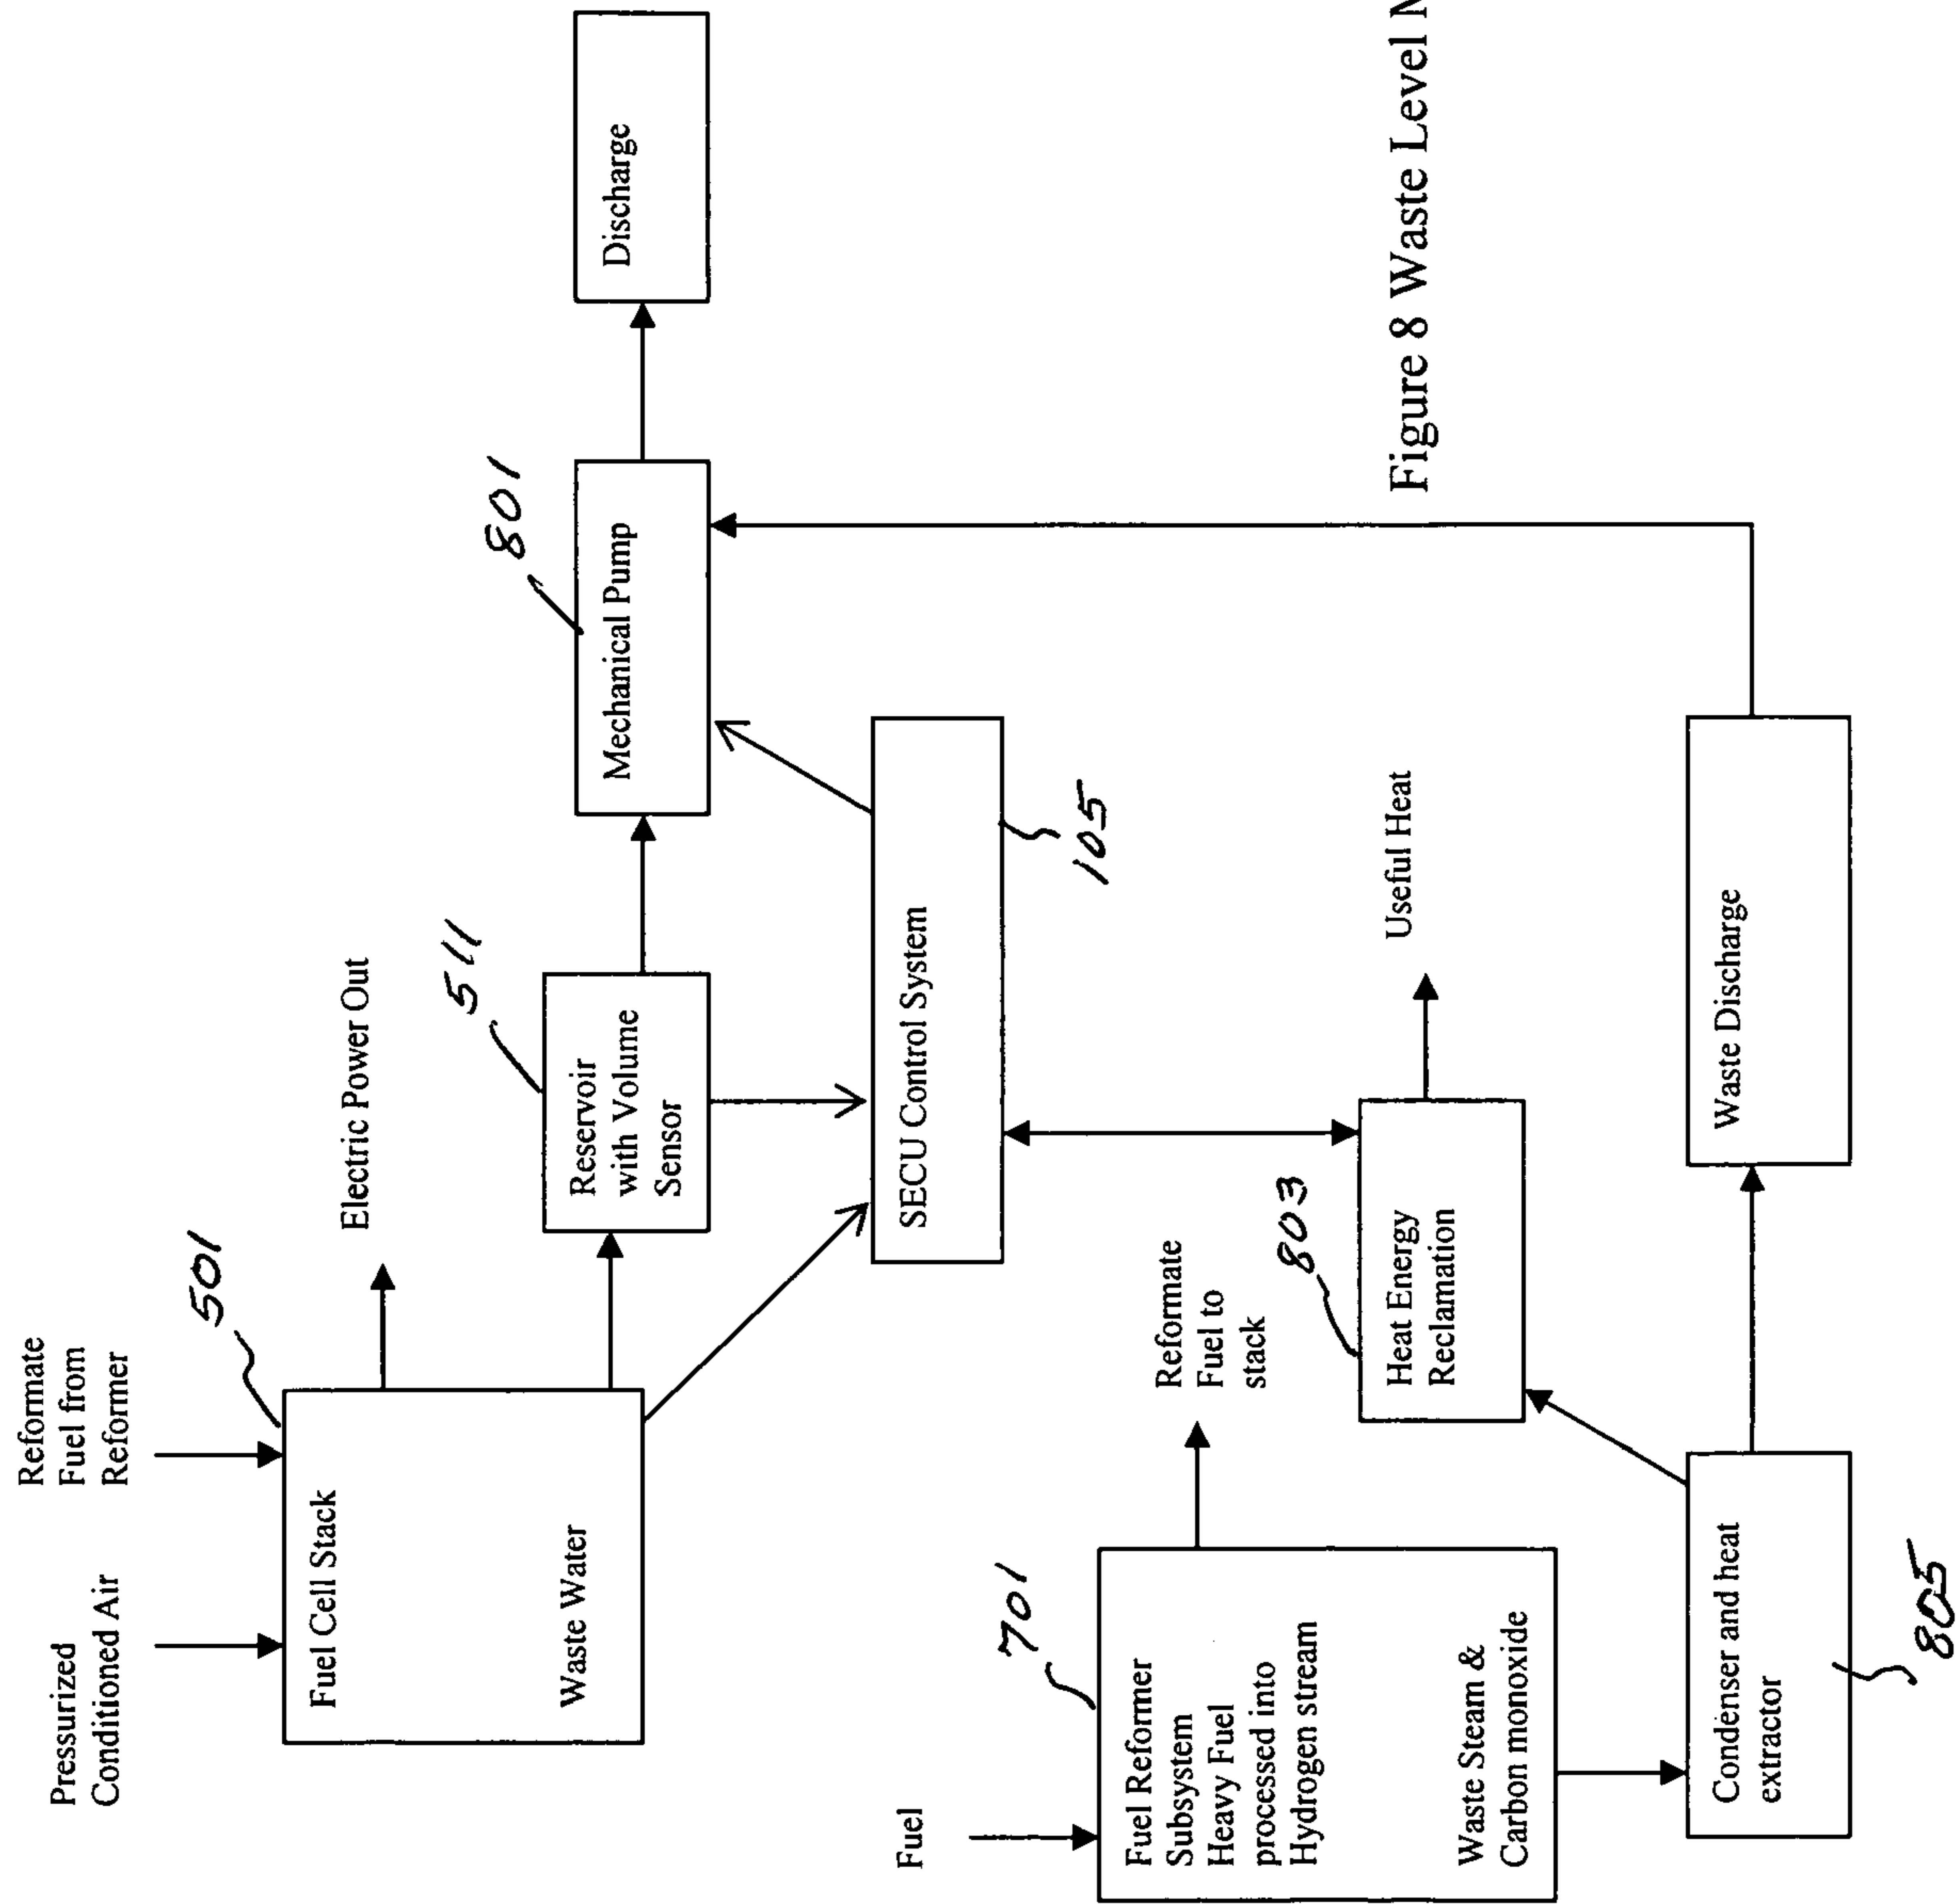 Pressurized
Conditioned Air
Reformate
Fuel from
Reformer
501
Fuel Cell Stack
Waste Water
Electric Power Out
511
Reservoir
with Volume
Sensor
801
Mechanical Pump
Discharge
SECU Control System
105
Fuel
701
Fuel Reformer
Subsystem
Heavy Fuel
processed into
Hydrogen stream
Waste Steam &
Carbon monoxide
Reformate
Fuel to
stack
803
Heat Energy
Reclamation
Useful Heat
Condenser and heat
extractor
805
Waste Discharge
Figure 8 Waste Level